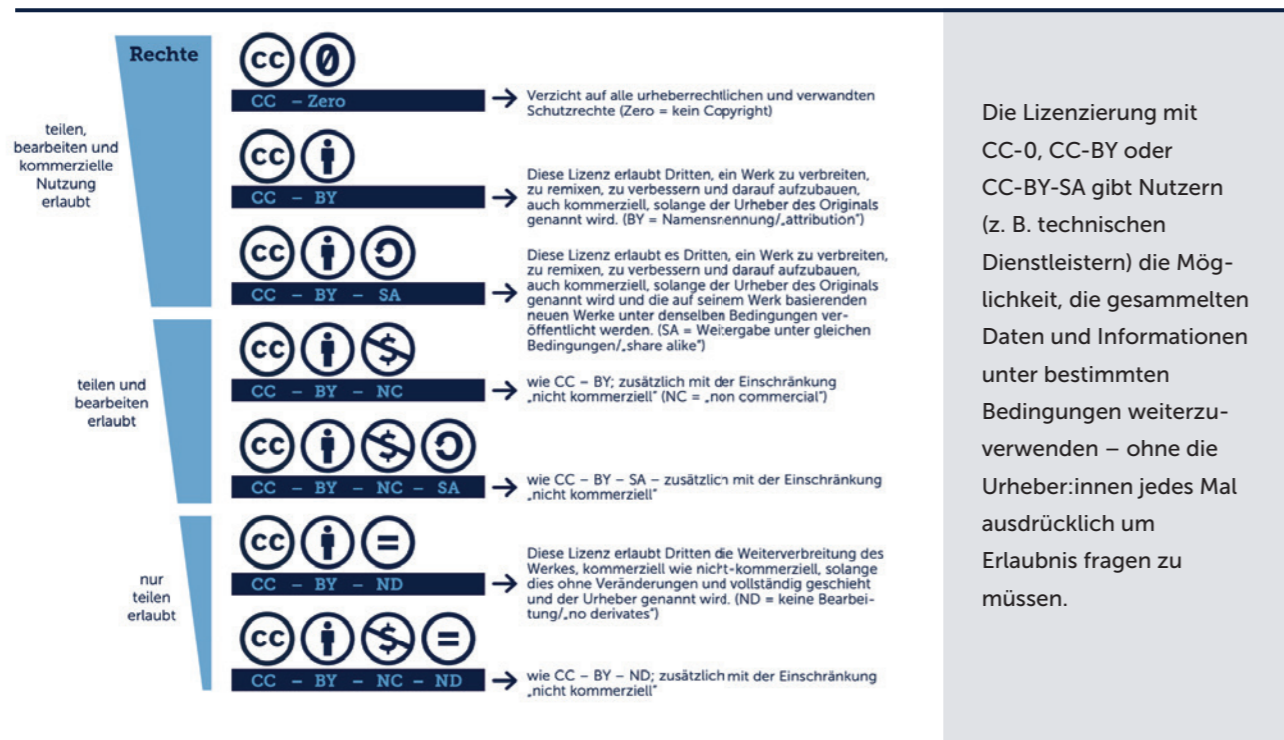 Rechte
teilen,
bearbeiten und
kommerzielle
Nutzung
erlaubt
cc 0
CC – Zero
Verzicht auf alle urheberrechtlichen und verwandten
Schutzrechte (Zero = kein Copyright)
cc
CC – BY
Diese Lizenz erlaubt Dritten, ein Werk zu verbreiten,
zu remixen, zu verbessern und darauf aufzubauen,
auch kommerziell, solange der Urheber des Originals
genannt wird. (BY = Namensnennung/„attribution“)
cc
CC – BY – SA
Diese Lizenz erlaubt es Dritten, ein Werk zu verbreiten,
zu remixen, zu verbessern und darauf aufzubauen,
auch kommerziell, solange der Urheber des Originals
genannt wird und die auf seinem Werk basierenden
neuen Werke unter denselben Bedingungen ver-
öffentlicht werden. (SA = Weitergabe unter gleichen
Bedingungen/„share alike“)
teilen und
bearbeiten
erlaubt
cc $
CC – BY – NC
wie CC – BY; zusätzlich mit der Einschränkung
„nicht kommerziell“ (NC = „non commercial“)
cc $
CC – BY – NC – SA
wie CC – BY – SA – zusätzlich mit der Einschränkung
„nicht kommerziell“
nur
teilen
erlaubt
cc =
CC – BY – ND
Diese Lizenz erlaubt Dritten die Weiterverbreitung des
Werkes, kommerziell wie nicht-kommerziell, solange
dies ohne Veränderungen und vollständig geschieht
und der Urheber genannt wird. (ND = keine Bearbei-
tung/„no derivates“)
cc $ =
CC – BY – NC – ND
wie CC – BY – ND; zusätzlich mit der Einschränkung
„nicht kommerziell“
Die Lizenzierung mit
CC-0, CC-BY oder
CC-BY-SA gibt Nutzern
(z. B. technischen
Dienstleistern) die Mög-
lichkeit, die gesammelten
Daten und Informationen
unter bestimmten
Bedingungen weiterzu-
verwenden – ohne die
Urheber:innen jedes Mal
ausdrücklich um
Erlaubnis fragen zu
müssen.